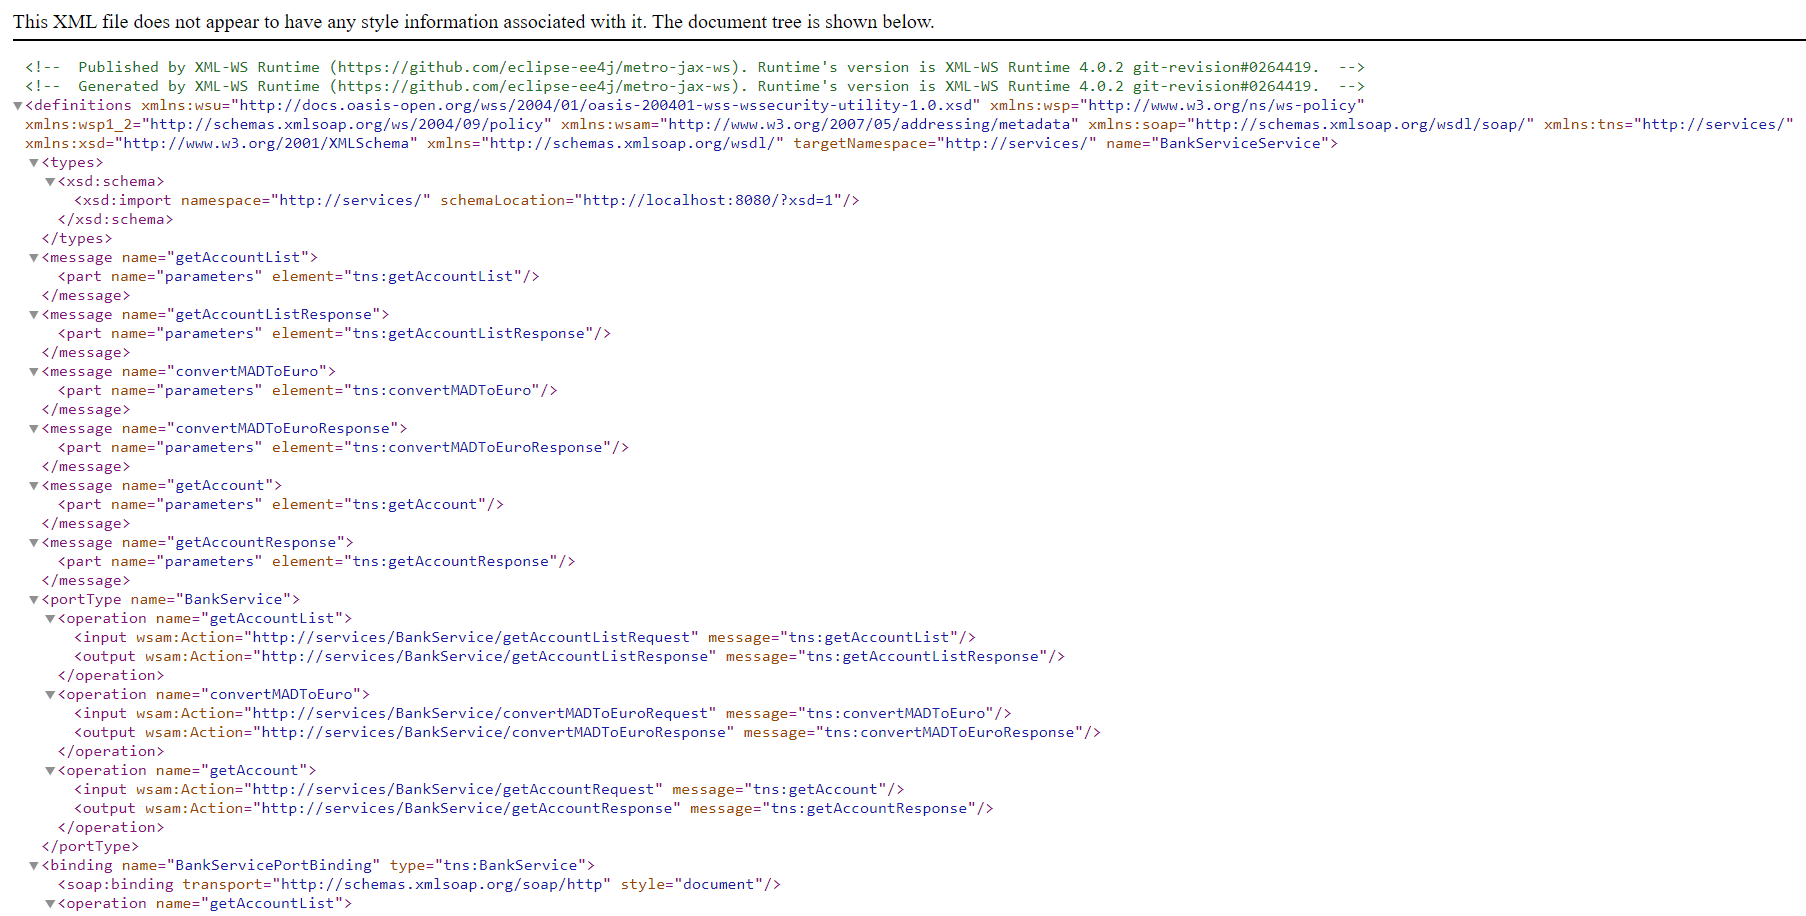 This XML file does not appear to have any style information associated with it. The document tree is shown below.
<!-- Published by XML-WS Runtime (https://github.com/eclipse-ee4j/metro-jax-ws). Runtime's version is XML-WS Runtime 4.0.2 git-revision#0264419. -->
<!-- Generated by XML-WS Runtime (https://github.com/eclipse-ee4j/metro-jax-ws). Runtime's version is XML-WS Runtime 4.0.2 git-revision#0264419. -->
▼<definitions xmlns:wsu="http://docs.oasis-open.org/wss/2004/01/oasis-200401-wss-wssecurity-utility-1.0.xsd" xmlns:wsp="http://www.w3.org/ns/ws-policy"
xmlns:wsp1_2="http://schemas.xmlsoap.org/ws/2004/09/policy" xmlns:wsam="http://www.w3.org/2007/05/addressing/metadata" xmlns:soap="http://schemas.xmlsoap.org/wsdl/soap/" xmlns:tns="http://services/"
xmlns:xsd="http://www.w3.org/2001/XMLSchema" xmlns="http://schemas.xmlsoap.org/wsdl/" targetNamespace="http://services/" name="BankServiceService">
▼<types>
▼<xsd:schema>
<xsd:import namespace="http://services/" schemaLocation="http://localhost:8080/?xsd=1"/>
</xsd:schema>
</types>
▼<message name="getAccountList">
<part name="parameters" element="tns:getAccountList"/>
</message>
▼<message name="getAccountListResponse">
<part name="parameters" element="tns:getAccountListResponse"/>
</message>
▼<message name="convertMADToEuro">
<part name="parameters" element="tns:convertMADToEuro"/>
</message>
▼<message name="convertMADToEuroResponse">
<part name="parameters" element="tns:convertMADToEuroResponse"/>
</message>
▼<message name="getAccount">
<part name="parameters" element="tns:getAccount"/>
</message>
▼<message name="getAccountResponse">
<part name="parameters" element="tns:getAccountResponse"/>
</message>
▼<portType name="BankService">
▼<operation name="getAccountList">
<input wsam:Action="http://services/BankService/getAccountListRequest" message="tns:getAccountList"/>
<output wsam:Action="http://services/BankService/getAccountListResponse" message="tns:getAccountListResponse"/>
</operation>
▼<operation name="convertMADToEuro">
<input wsam:Action="http://services/BankService/convertMADToEuroRequest" message="tns:convertMADToEuro"/>
<output wsam:Action="http://services/BankService/convertMADToEuroResponse" message="tns:convertMADToEuroResponse"/>
</operation>
▼<operation name="getAccount">
<input wsam:Action="http://services/BankService/getAccountRequest" message="tns:getAccount"/>
<output wsam:Action="http://services/BankService/getAccountResponse" message="tns:getAccountResponse"/>
</operation>
</portType>
▼<binding name="BankServicePortBinding" type="tns:BankService">
<soap:binding transport="http://schemas.xmlsoap.org/soap/http" style="document"/>
▼<operation name="getAccountList">